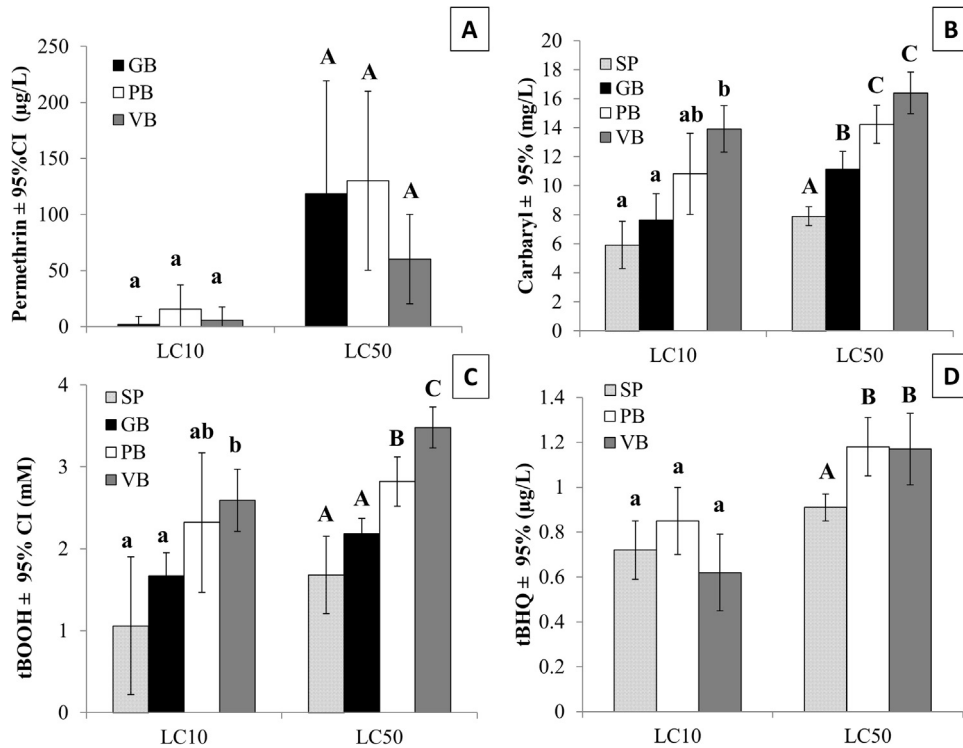 A
Permethrin ± 95%CI (µg/L)
250
200
150
100
50
0
GB
PB
VB
a
a
a
A
A
A
LC10
LC50
B
Carbaryl ± 95% (mg/L)
20
18
16
14
12
10
8
6
4
2
0
SP
GB
PB
VB
a
a
ab
b
A
B
C
C
LC10
LC50
C
tBOOH ± 95% CI (mM)
4
3
2
1
0
SP
GB
PB
VB
a
a
ab
b
A
A
B
C
LC10
LC50
D
tBHQ ± 95% (µg/L)
1.4
1.2
1
0.8
0.6
0.4
0.2
0
SP
PB
VB
a
a
a
A
B
B
LC10
LC50